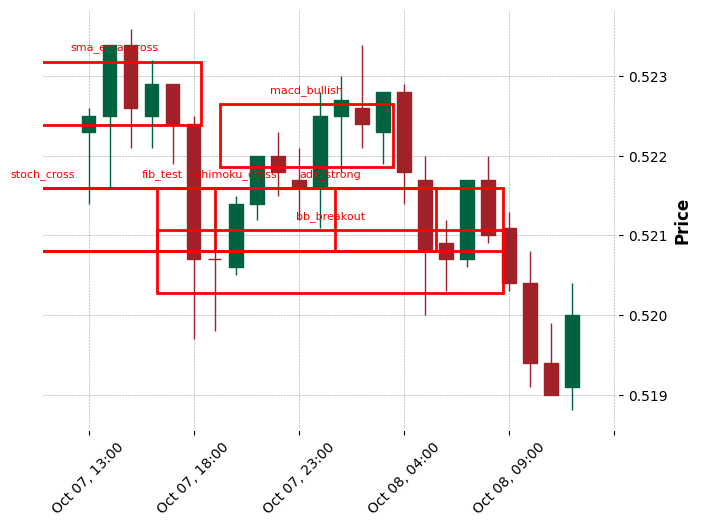 sma_ema_cross
macd_bullish
stoch_cross
fib_test
adx_strong
bb_breakout
0.523
0.522
0.521
0.520
0.519
Price
Oct 07, 13:00
Oct 07, 18:00
Oct 07, 23:00
Oct 08, 04:00
Oct 08, 09:00